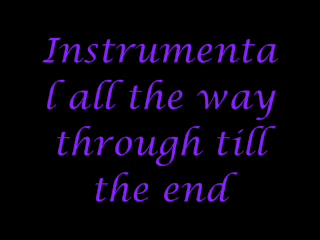 Instrumenta
l all the way
through till
the end